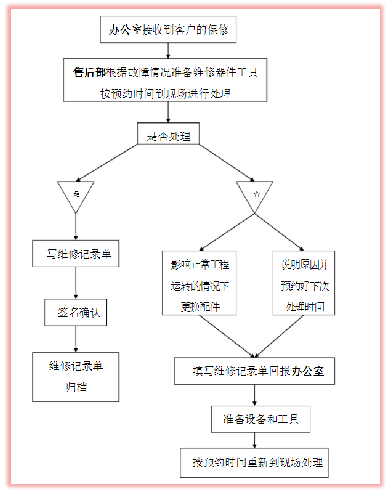 办公室接收到客户的保修
售后部根据故障情况准备维修器件工具
按预约时间到现场进行处理
是否处理
是
否
写维修记录单
签名确认
维修记录单
归档
影响正常工程
运转的情况下
更换配件
说明原因并
预约好下次
处理时间
填写维修记录单回报办公室
准备设备和工具
按预约时间重新到现场处理